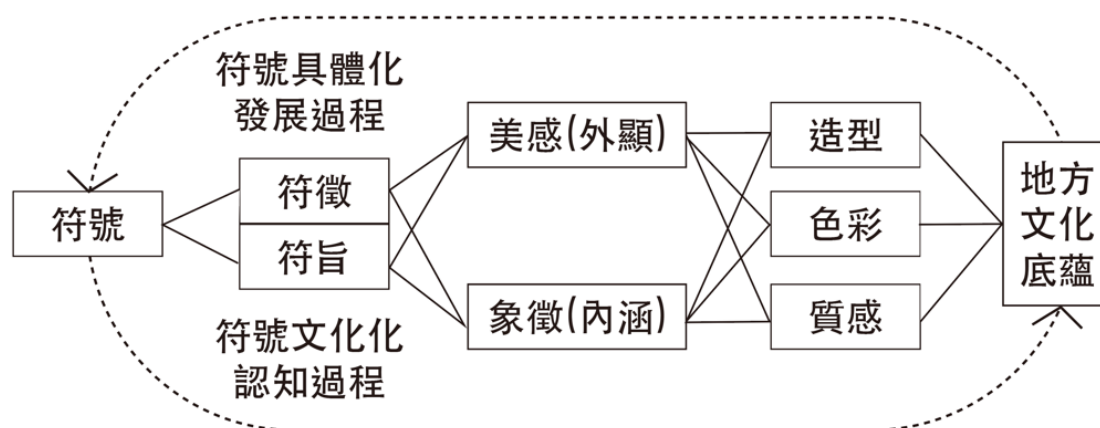 符號具體化
發展過程
符號
符徵
符旨
符號文化化
認知過程
美感(外顯)
象徵(內涵)
造型
色彩
質感
地方
文化
底蘊